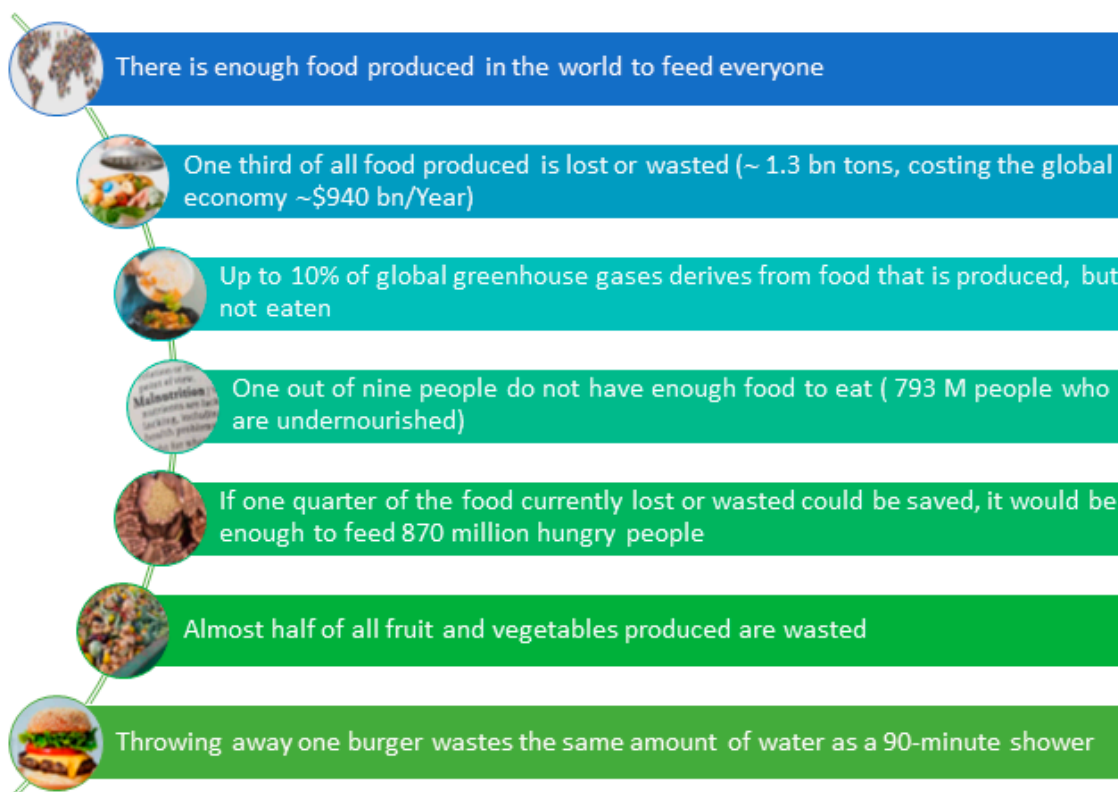 There is enough food produced in the world to feed everyone
One third of all food produced is lost or wasted (~ 1.3 bn tons, costing the global
economy ~$940 bn/Year)
Up to 10% of global greenhouse gases derives from food that is produced, but
not eaten
Malnutrition
One out of nine people do not have enough food to eat ( 793 M people who
are undernourished)
If one quarter of the food currently lost or wasted could be saved, it would be
enough to feed 870 million hungry people
Almost half of all fruit and vegetables produced are wasted
Throwing away one burger wastes the same amount of water as a 90-minute shower